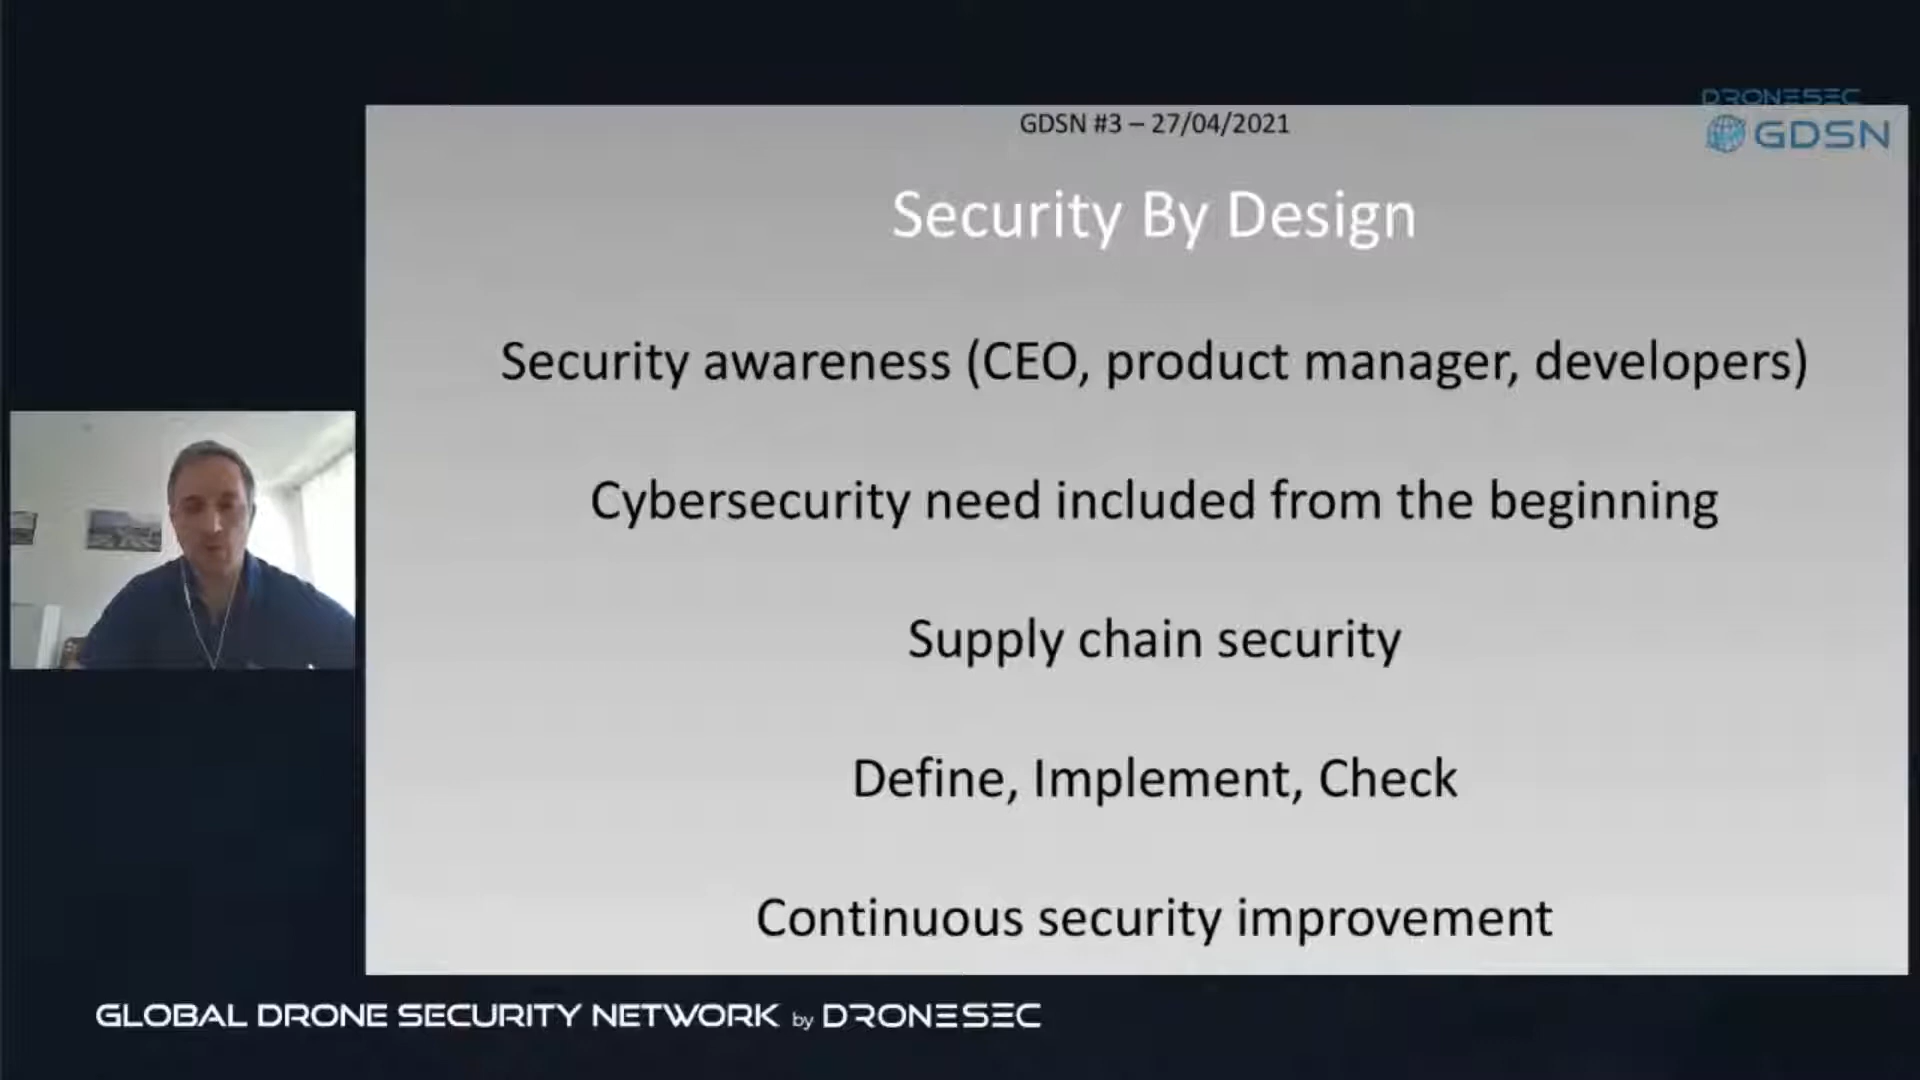 DRONESEC
GDSN
GDSN #3 – 27/04/2021
Security By Design
Security awareness (CEO, product manager, developers)
Cybersecurity need included from the beginning
Supply chain security
Define, Implement, Check
Continuous security improvement
GLOBAL DRONE SECURITY NETWORK by DRONESEC